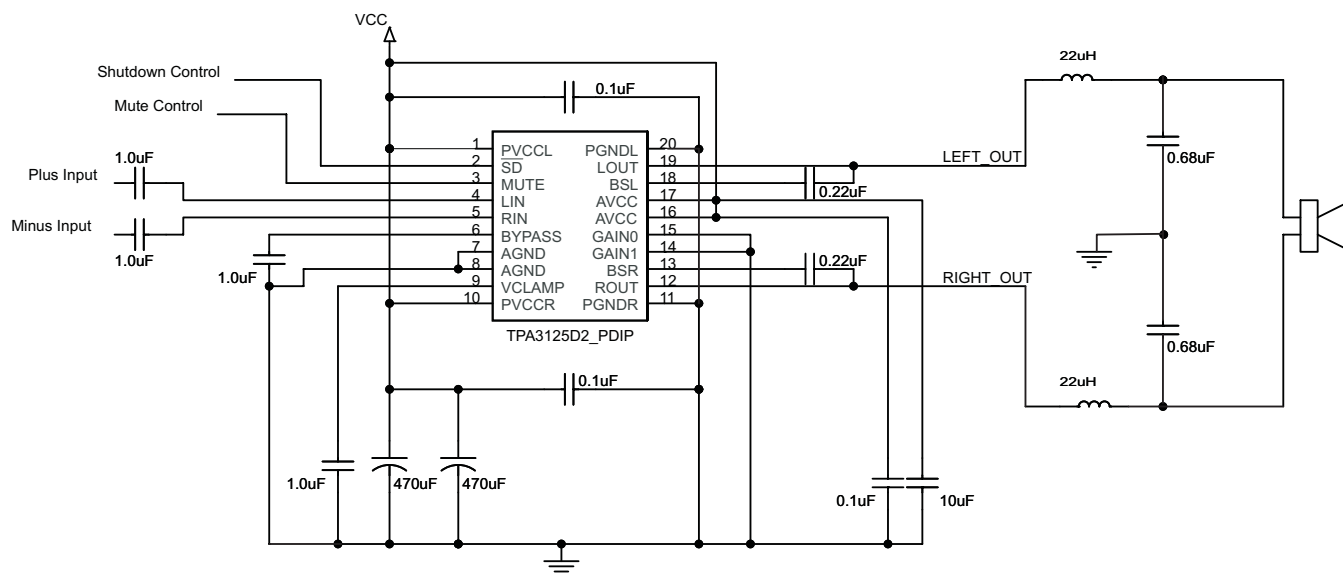 VCC
22uH
Shutdown Control
0.1uF
Mute Control
1 PVCCL PGNDL 20
2 SD LOUT 19
LEFT_OUT
0.68uF
1.0uF
3 MUTE BSL 18
0.22uF
Plus Input
4 LIN AVCC 17
5 RIN AVCC 16
Minus Input
6 BYPASS GAIN0 15
1.0uF
7 AGND GAIN1 14
0.22uF
1.0uF
8 AGND BSR 13
9 VCLAMP ROUT 12
RIGHT_OUT
10 PVCCR PGNDR 11
TPA3125D2_PDIP
0.68uF
0.1uF
22uH
1.0uF
470uF
470uF
0.1uF
10uF